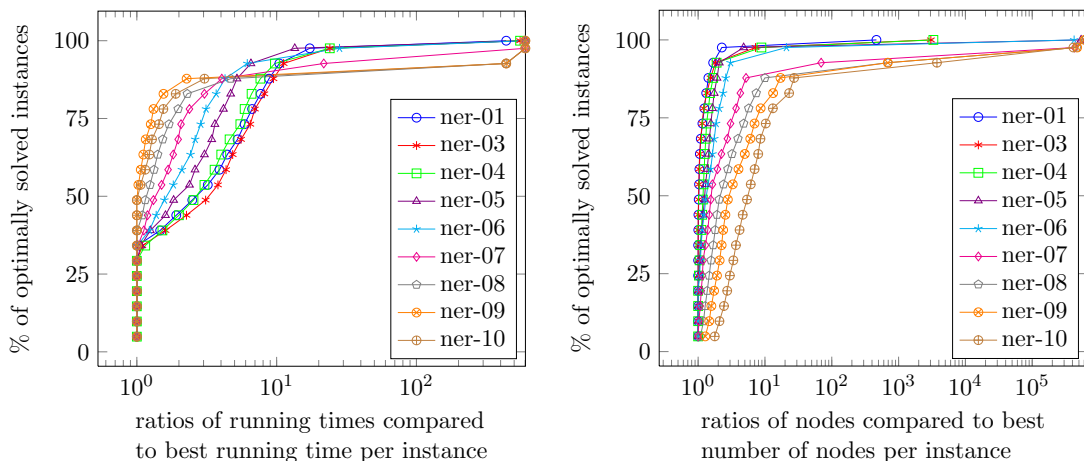 % of optimally solved instances
100
75
50
25
0
ner-01
ner-03
ner-04
ner-05
ner-06
ner-07
ner-08
ner-09
ner-10
10^0 10^1 10^2
ratios of running times compared
to best running time per instance
% of optimally solved instances
100
75
50
25
0
ner-01
ner-03
ner-04
ner-05
ner-06
ner-07
ner-08
ner-09
ner-10
10^0 10^1 10^2 10^3 10^4 10^5
ratios of nodes compared to best
number of nodes per instance